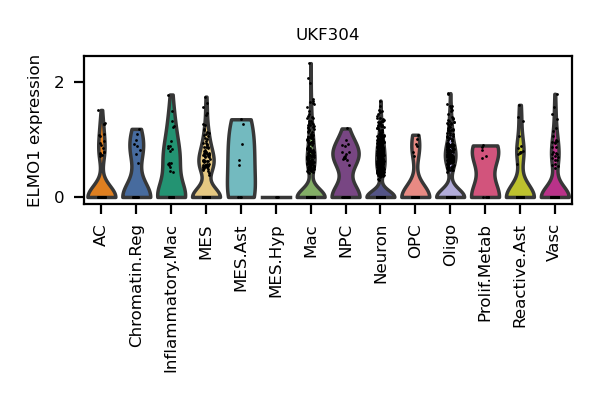 UKF304
ELMO1 expression
2
0
AC
Chromatin.Reg
Inflammatory.Mac
MES
MES.Ast
MES.Hyp
Mac
NPC
Neuron
OPC
Oligo
Prolif.Metab
Reactive.Ast
Vasc